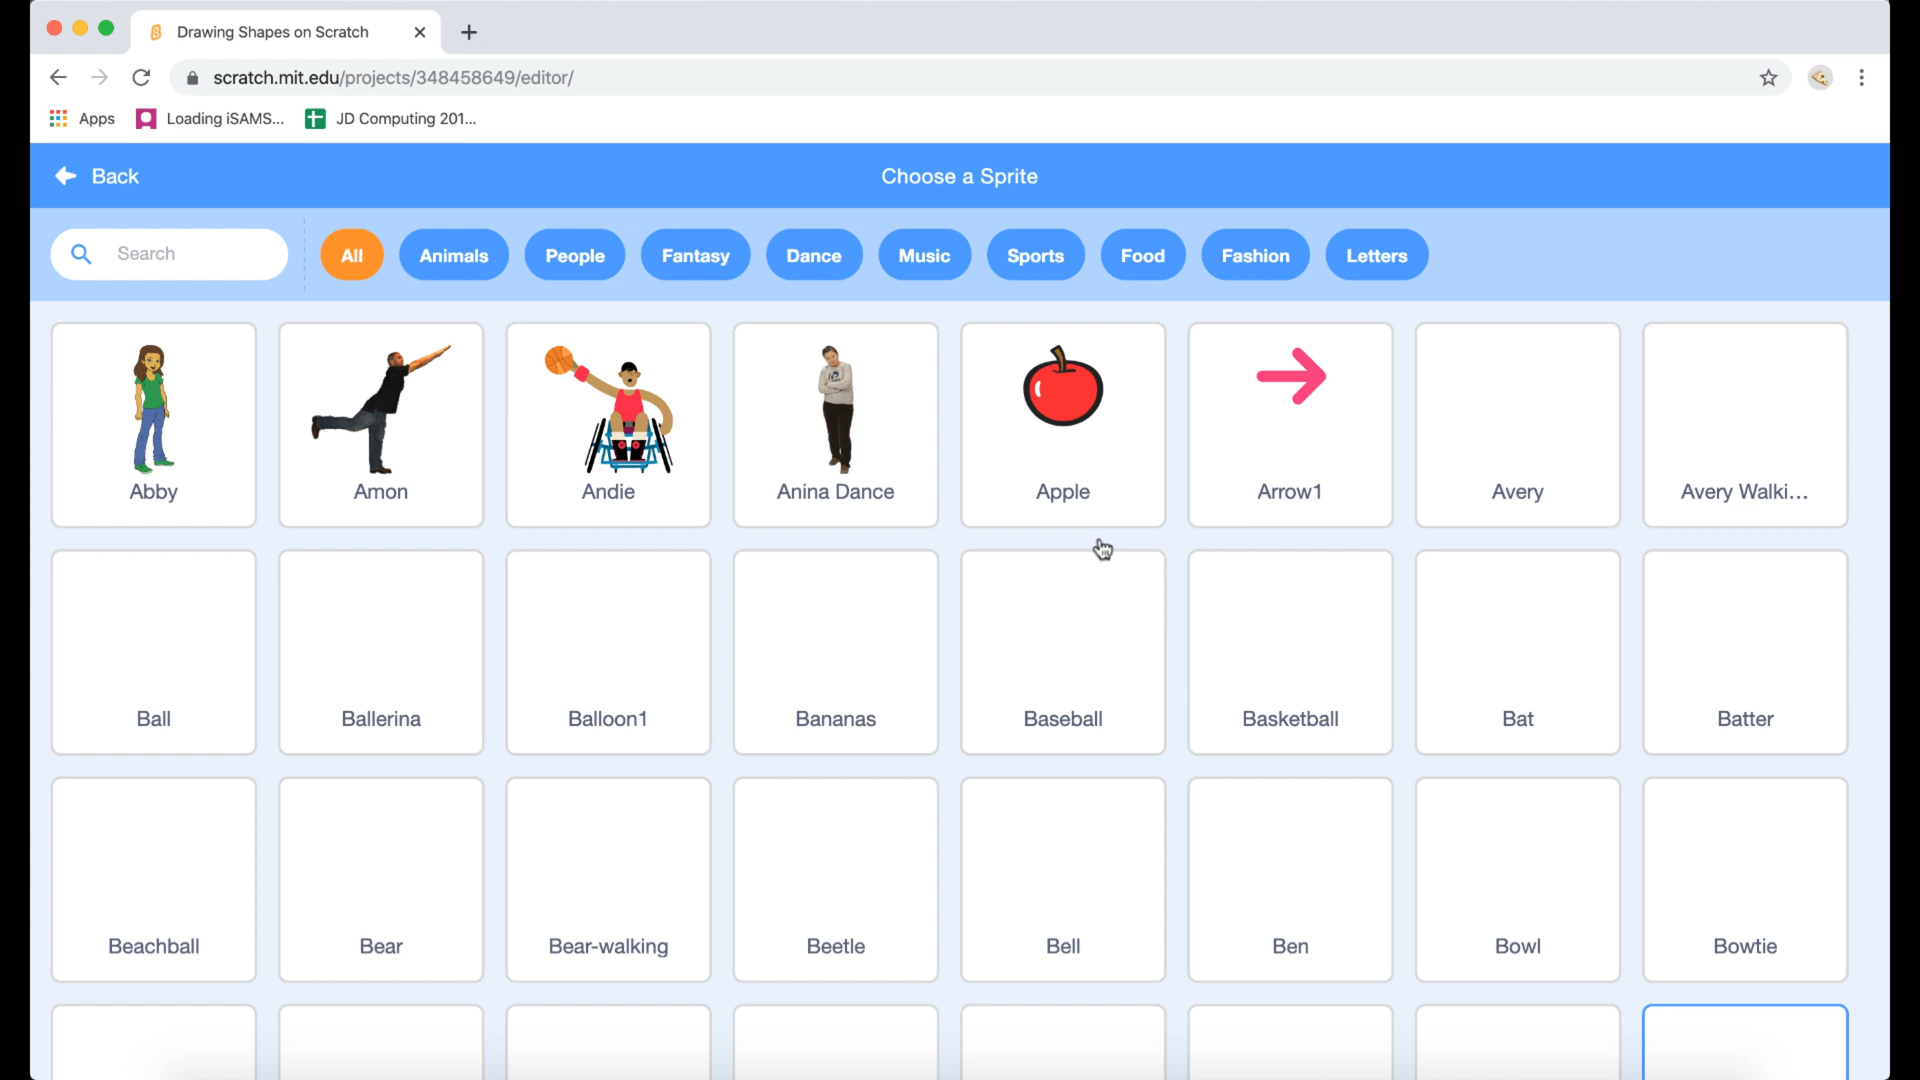 Drawing Shapes on Scratch
scratch.mit.edu/projects/348458649/editor/
Apps Loading iSAMS... JD Computing 201...
Back Choose a Sprite
Search All Animals People Fantasy Dance Music Sports Food Fashion Letters
Abby Amon Andie Anina Dance Apple Arrow1 Avery Avery Walki...
Ball Ballerina Balloon1 Bananas Baseball Basketball Bat Batter
Beachball Bear Bear-walking Beetle Bell Ben Bowl Bowtie